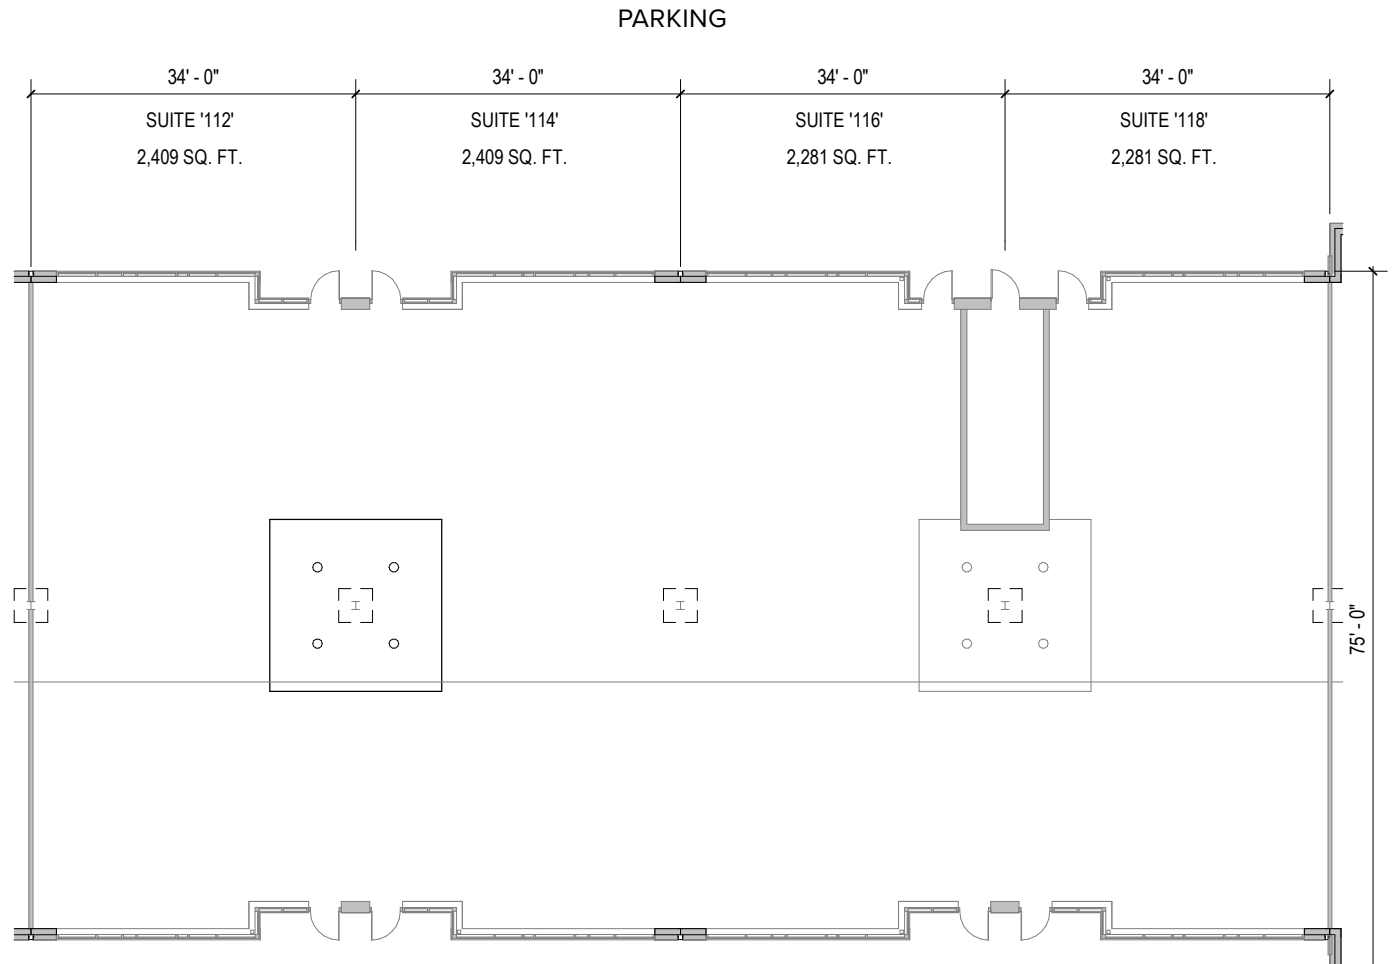 PARKING
34' - 0" 34' - 0" 34' - 0" 34' - 0"
SUITE '112' SUITE '114' SUITE '116' SUITE '118'
2,409 SQ. FT. 2,409 SQ. FT. 2,281 SQ. FT. 2,281 SQ. FT.
75' - 0"